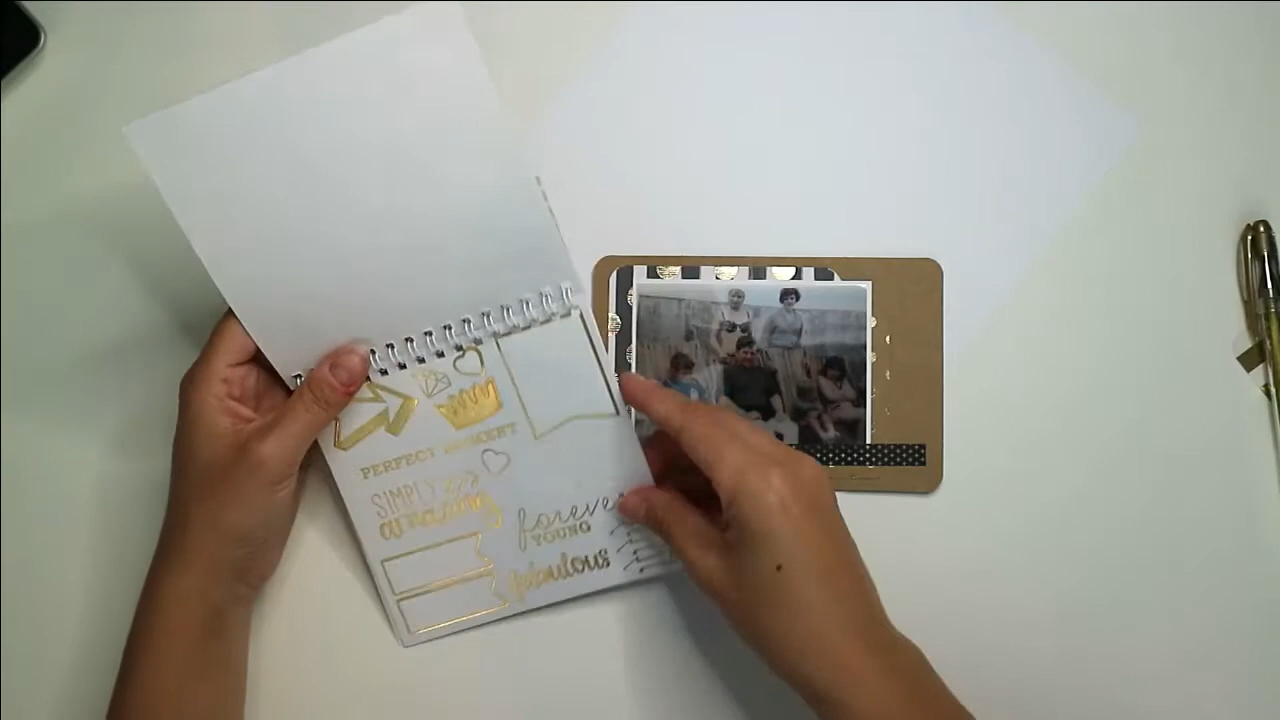 PERFECT MOMENT
SIMPLY
amazing
forever
YOUNG
fabulous